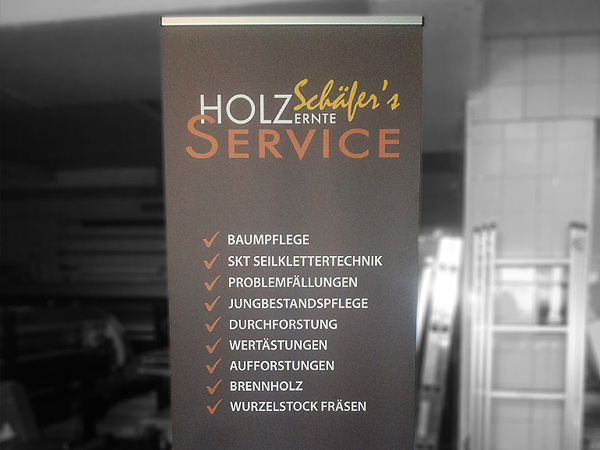 Schäfer's
HOLZ
ERNTE
SERVICE
BAUMPFLEGE
SKT SEILKLETTERTECHNIK
PROBLEMFÄLLUNGEN
JUNGBESTANDSPFLEGE
DURCHFORSTUNG
WERTÄSTUNGEN
AUFFORSTUNGEN
BRENNHOLZ
WURZELSTOCK FRÄSEN